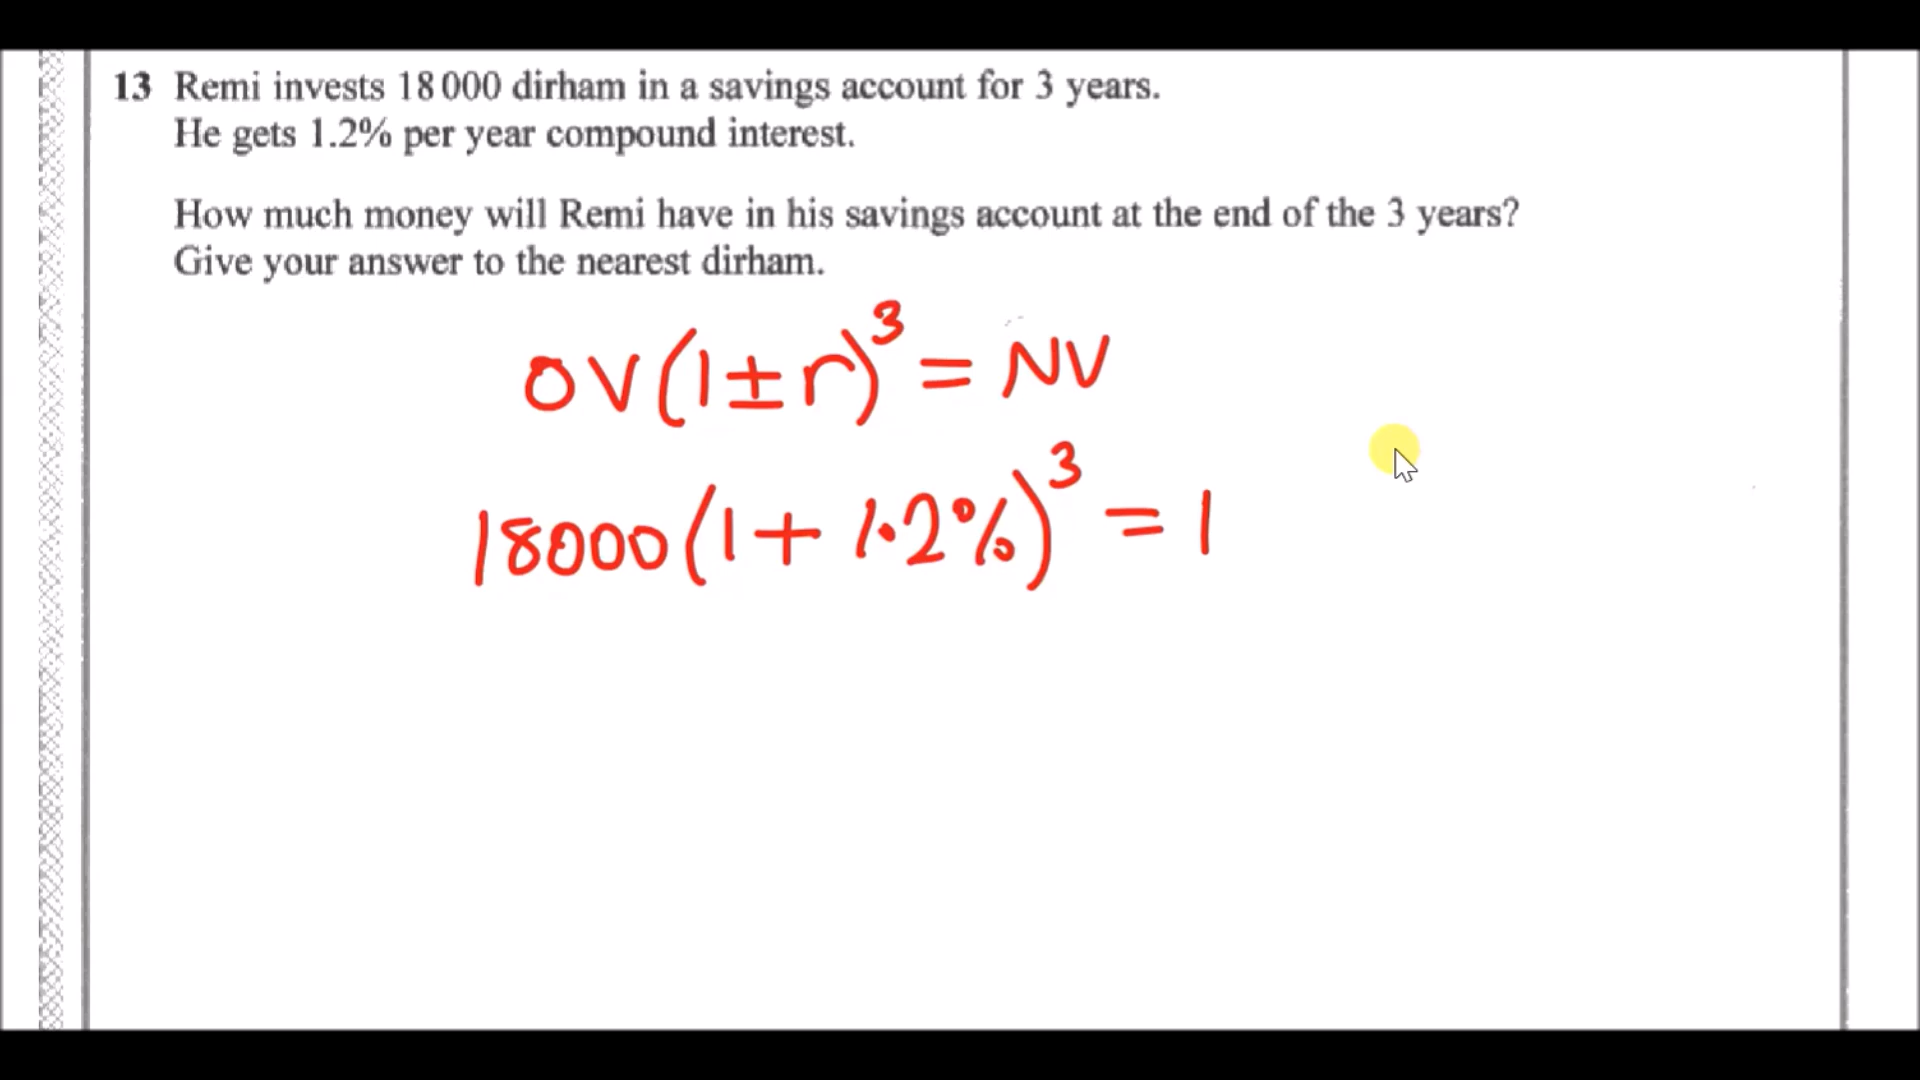 13 Remi invests 18 000 dirham in a savings account for 3 years.
He gets 1.2% per year compound interest.
How much money will Remi have in his savings account at the end of the 3 years?
Give your answer to the nearest dirham.
OV(1±r)³ = NV
18000(1+1.2%)³ = 1